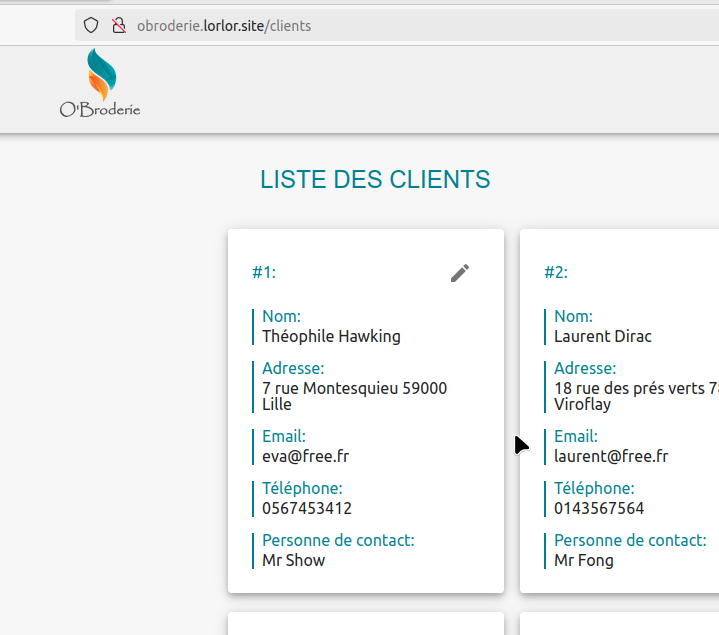 obroderie.lorlor.site/clients
O'Broderie
LISTE DES CLIENTS
#1:
Nom:
Théophile Hawking
Adresse:
7 rue Montesquieu 59000
Lille
Email:
eva@free.fr
Téléphone:
0567453412
Personne de contact:
Mr Show
#2:
Nom:
Laurent Dirac
Adresse:
18 rue des prés verts
Viroflay
Email:
laurent@free.fr
Téléphone:
0143567564
Personne de contact:
Mr Fong